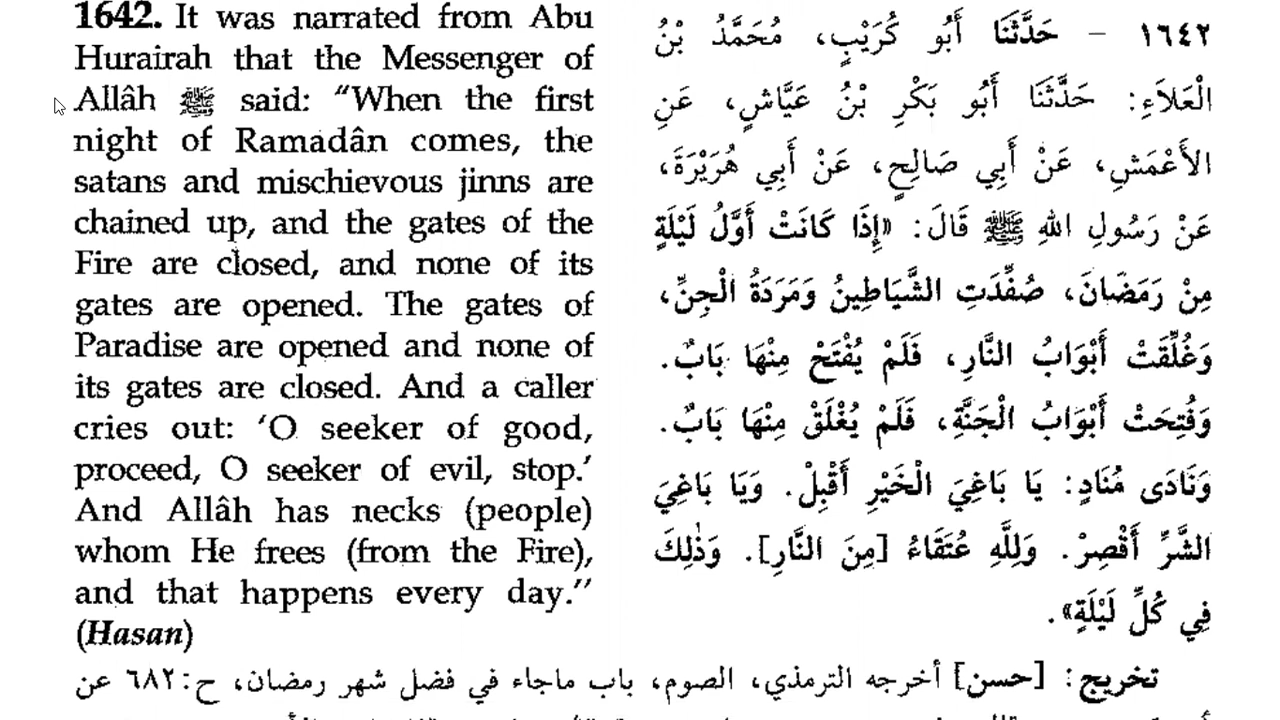 1642. It was narrated from Abu
Hurairah that the Messenger of
Allâh ﷺ said: “When the first
night of Ramadân comes, the
satans and mischievous jinns are
chained up, and the gates of the
Fire are closed, and none of its
gates are opened. The gates of
Paradise are opened and none of
its gates are closed. And a caller
cries out: ‘O seeker of good,
proceed, O seeker of evil, stop.’
And Allâh has necks (people)
whom He frees (from the Fire),
and that happens every day.”
(Hasan)
١٦٤٢ – حَدَّثَنَا أَبُو كُرَيْبٍ، مُحَمَّدُ بْنُ
الْعَلاَءِ: حَدَّثَنَا أَبُو بَكْرِ بْنُ عَيَّاشٍ، عَنِ
الأَعْمَشِ، عَنْ أَبِي صَالِحٍ، عَنْ أَبِي هُرَيْرَةَ،
عَنْ رَسُولِ اللهِ ﷺ قَالَ: «إِذَا كَانَتْ أَوَّلُ لَيْلَةٍ
مِنْ رَمَضَانَ، صُفِّدَتِ الشَّيَاطِينُ وَمَرَدَةُ الْجِنِّ،
وَغُلِّقَتْ أَبْوَابُ النَّارِ، فَلَمْ يُفْتَحْ مِنْهَا بَابٌ.
وَفُتِحَتْ أَبْوَابُ الْجَنَّةِ، فَلَمْ يُغْلَقْ مِنْهَا بَابٌ.
وَنَادَى مُنَادٍ: يَا بَاغِيَ الْخَيْرِ أَقْبِلْ. وَيَا بَاغِيَ
الشَّرِّ أَقْصِرْ. وَلِلَّهِ عُتَقَاءُ [مِنَ النَّارِ]. وَذٰلِكَ
فِي كُلِّ لَيْلَةٍ».
تخريج: [حسن] أخرجه الترمذي، الصوم، باب ماجاء في فضل شهر رمضان، ح:٦٨٢ عن